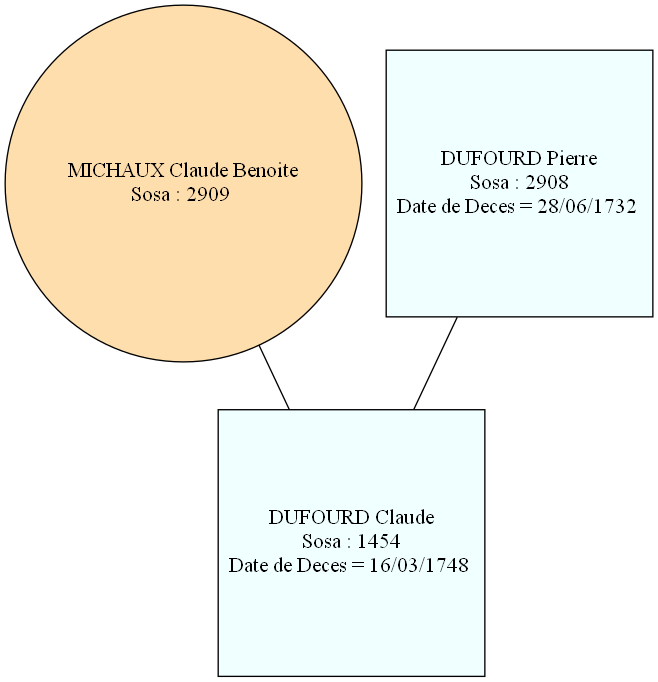 MICHAUX Claude Benoite
Sosa : 2909
DUFOURD Pierre
Sosa : 2908
Date de Deces = 28/06/1732
DUFOURD Claude
Sosa : 1454
Date de Deces = 16/03/1748